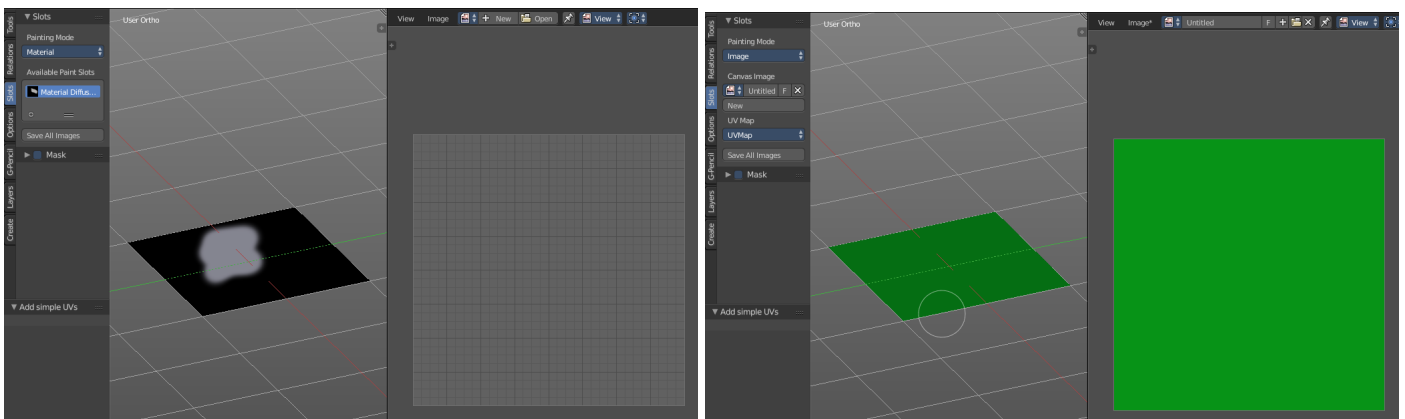 Tools
Relations
Slots
Options
G-Pencil
Layers
Create
▼ Slots
Painting Mode
Material
Available Paint Slots
Material Diffus...
Save All Images
Mask
▼ Add simple UVs
User Ortho
View Image + New Open View
Tools
Relations
Slots
Options
G-Pencil
Layers
Create
▼ Slots
Painting Mode
Image
Canvas Image
Untitled F
New
UV Map
UVMap
Save All Images
Mask
▼ Add simple UVs
User Ortho
View Image* Untitled F + View